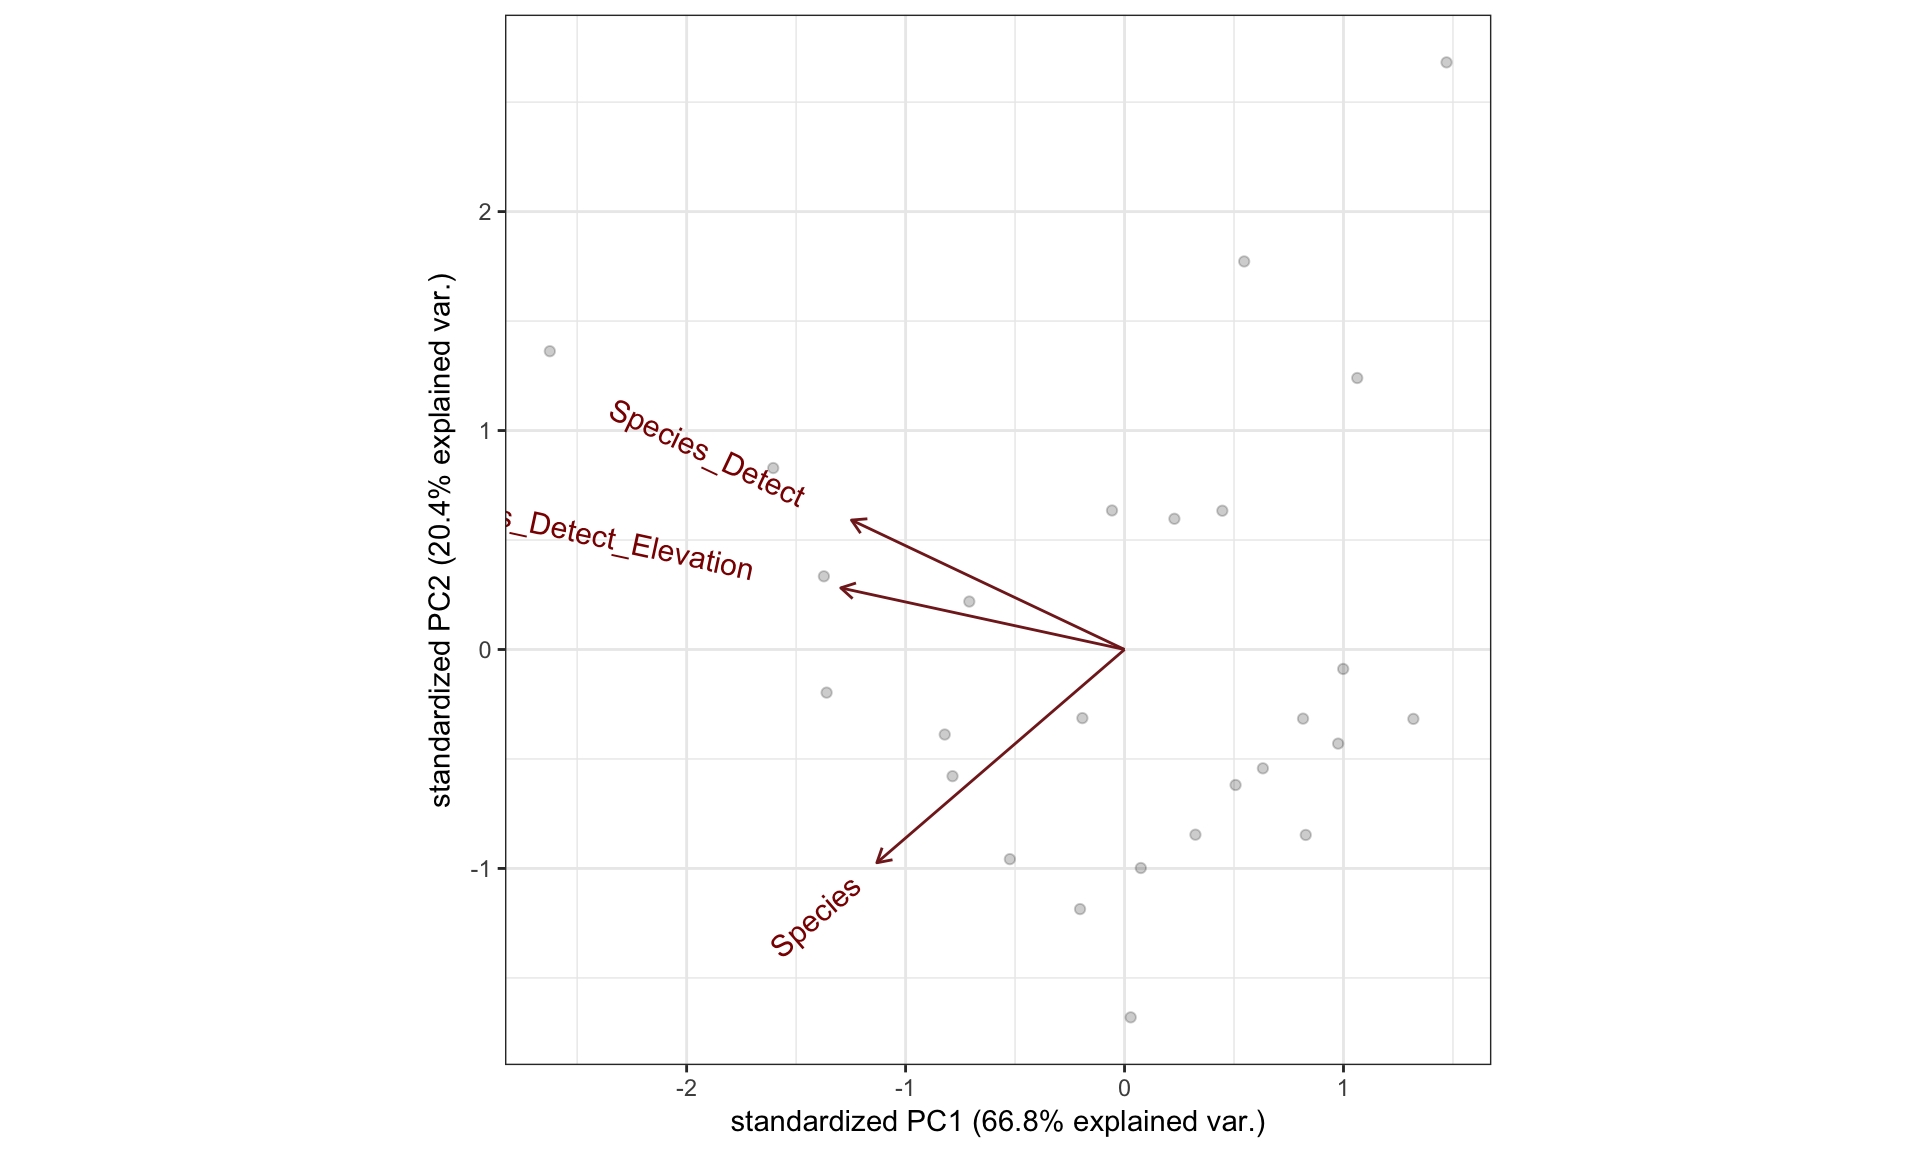 standardized PC2 (20.4% explained var.)
2
1
0
-1
Species_Detect
s_Detect_Elevation
Species
-2
-1
0
1
standardized PC1 (66.8% explained var.)